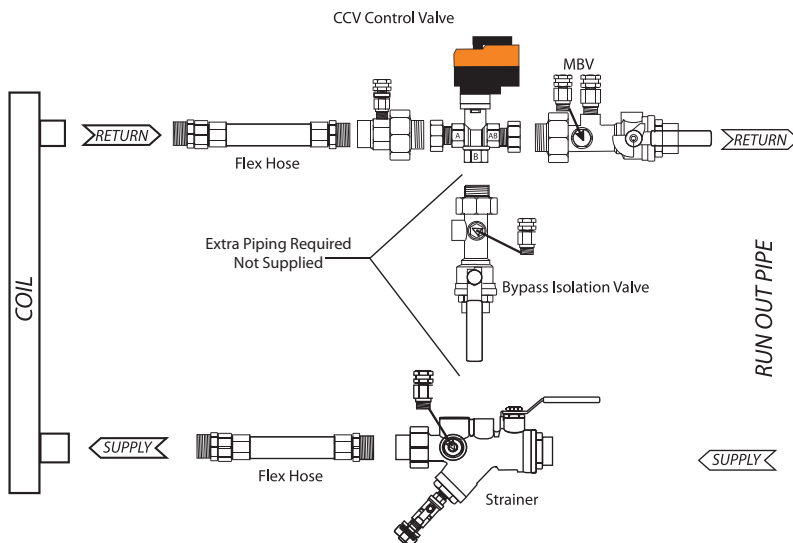 CCV Control Valve
MBV
RETURN
A
AB
B
RETURN
Flex Hose
Extra Piping Required
Not Supplied
Bypass Isolation Valve
COIL
RUN OUT PIPE
SUPPLY
SUPPLY
Flex Hose
Strainer